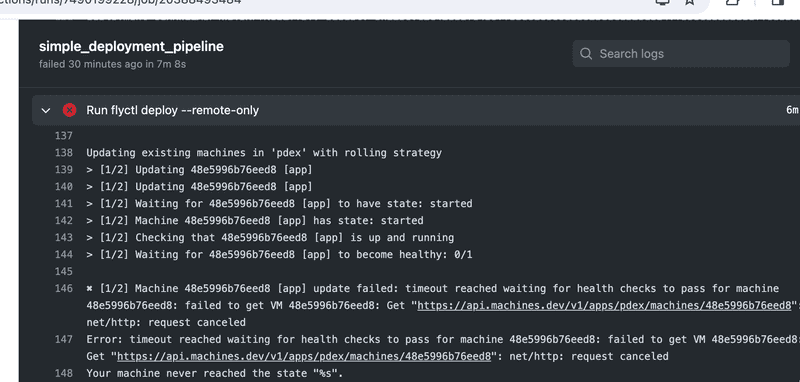 simple_deployment_pipeline
failed 30 minutes ago in 7m 8s
Search logs
Run flyctl deploy --remote-only 6m
137
138 Updating existing machines in 'pdex' with rolling strategy
139 > [1/2] Updating 48e5996b76eed8 [app]
140 > [1/2] Updating 48e5996b76eed8 [app]
141 > [1/2] Waiting for 48e5996b76eed8 [app] to have state: started
142 > [1/2] Machine 48e5996b76eed8 [app] has state: started
143 > [1/2] Checking that 48e5996b76eed8 [app] is up and running
144 > [1/2] Waiting for 48e5996b76eed8 [app] to become healthy: 0/1
145
146 ✖ [1/2] Machine 48e5996b76eed8 [app] update failed: timeout reached waiting for health checks to pass for machine
48e5996b76eed8: failed to get VM 48e5996b76eed8: Get "https://api.machines.dev/v1/apps/pdex/machines/48e5996b76eed8":
net/http: request canceled
147 Error: timeout reached waiting for health checks to pass for machine 48e5996b76eed8: failed to get VM 48e5996b76eed8:
Get "https://api.machines.dev/v1/apps/pdex/machines/48e5996b76eed8": net/http: request canceled
148 Your machine never reached the state "%s".